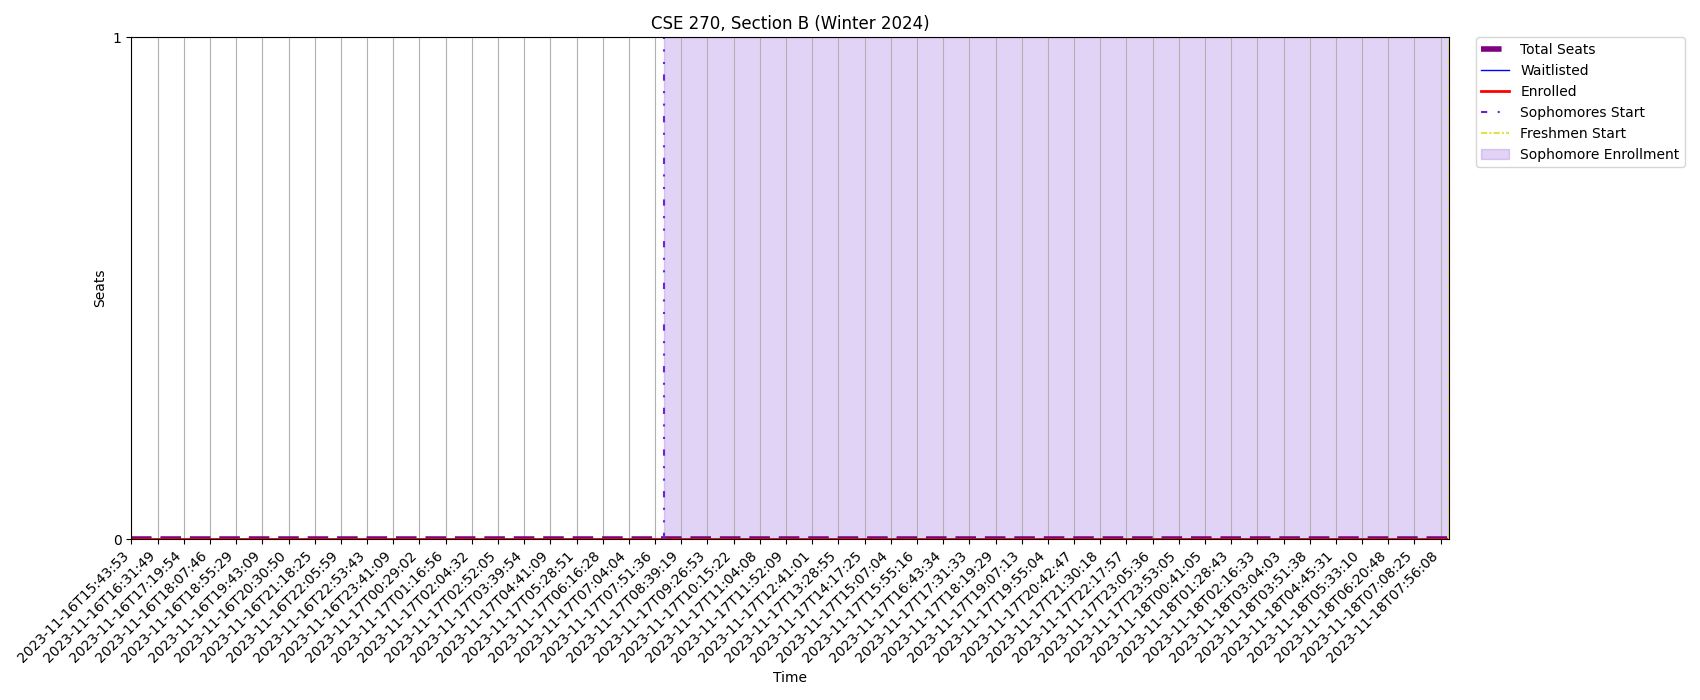 CSE 270, Section B (Winter 2024)
1
0
Seats
Total Seats
Waitlisted
Enrolled
Sophomores Start
Freshmen Start
Sophomore Enrollment
2023-11-16T15:43:53
2023-11-16T16:31:49
2023-11-16T17:19:54
2023-11-16T18:07:46
2023-11-16T18:55:29
2023-11-16T19:43:09
2023-11-16T20:30:50
2023-11-16T21:18:25
2023-11-16T22:05:59
2023-11-16T22:53:43
2023-11-16T23:41:09
2023-11-17T00:29:02
2023-11-17T01:16:56
2023-11-17T02:04:32
2023-11-17T02:52:05
2023-11-17T03:39:54
2023-11-17T04:41:09
2023-11-17T05:28:51
2023-11-17T06:16:28
2023-11-17T07:04:04
2023-11-17T07:51:36
2023-11-17T08:39:19
2023-11-17T09:26:53
2023-11-17T10:15:22
2023-11-17T11:04:08
2023-11-17T11:52:09
2023-11-17T12:41:01
2023-11-17T13:28:55
2023-11-17T14:17:25
2023-11-17T15:07:04
2023-11-17T15:55:16
2023-11-17T16:43:34
2023-11-17T17:31:33
2023-11-17T18:19:29
2023-11-17T19:07:13
2023-11-17T19:55:04
2023-11-17T20:42:47
2023-11-17T21:30:18
2023-11-17T22:17:57
2023-11-17T23:05:36
2023-11-17T23:53:05
2023-11-18T00:41:05
2023-11-18T01:28:43
2023-11-18T02:16:33
2023-11-18T03:04:03
2023-11-18T03:51:38
2023-11-18T04:45:31
2023-11-18T05:33:10
2023-11-18T06:20:48
2023-11-18T07:08:25
2023-11-18T07:56:08
Time